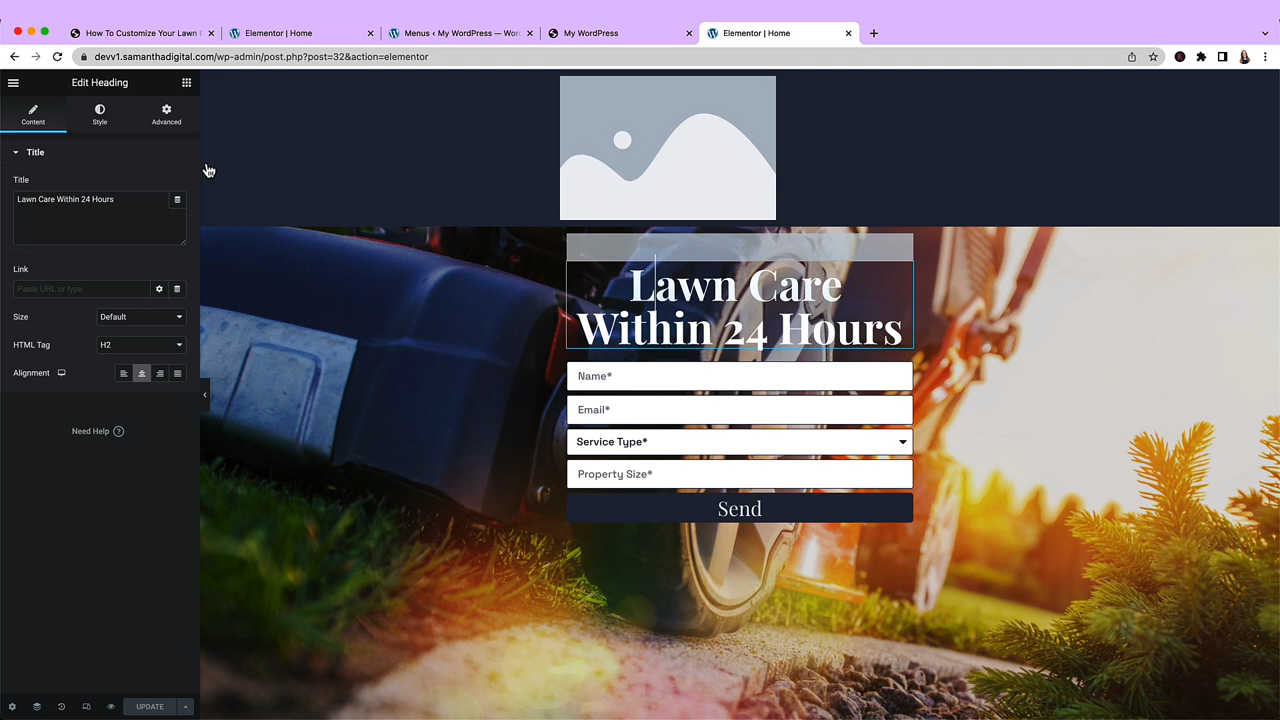 How To Customize Your Lawn
Elementor | Home
Menus ‹ My WordPress — Wor
My WordPress
Elementor | Home
devv1.samanthadigital.com/wp-admin/post.php?post=32&action=elementor
Edit Heading
Content
Style
Advanced
Title
Title
Lawn Care Within 24 Hours
Link
Paste URL or type
Size
Default
HTML Tag
H2
Alignment
Need Help
UPDATE
Lawn Care
Within 24 Hours
Name*
Email*
Service Type*
Property Size*
Send